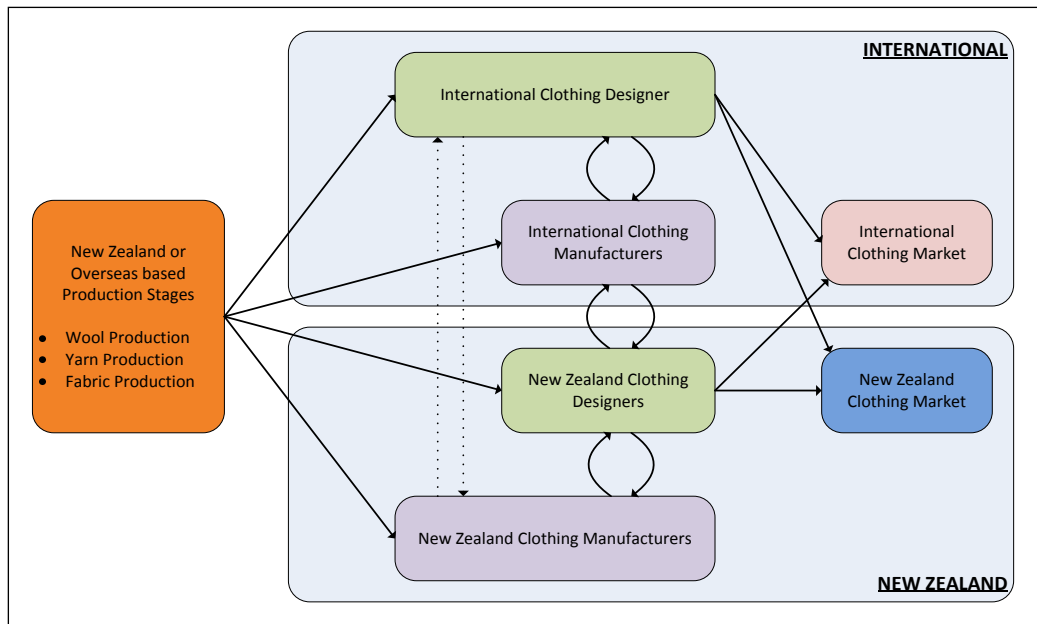 INTERNATIONAL
International Clothing Designer
New Zealand or
Overseas based
Production Stages
• Wool Production
• Yarn Production
• Fabric Production
International Clothing
Manufacturers
International
Clothing Market
New Zealand Clothing
Designers
New Zealand
Clothing Market
New Zealand Clothing Manufacturers
NEW ZEALAND